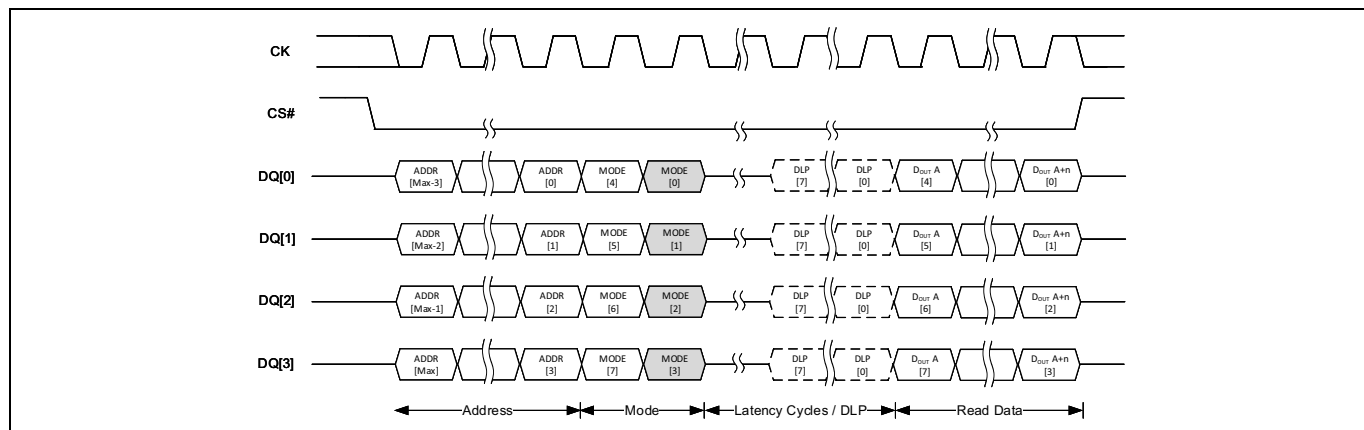 CK
CS#
DQ[0]
ADDR [Max-3]
ADDR [0]
MODE [4]
MODE [0]
DLP [7]
DLP [0]
DOUT A [4]
DOUT A+n [0]
DQ[1]
ADDR [Max-2]
ADDR [1]
MODE [5]
MODE [1]
DLP [7]
DLP [0]
DOUT A [5]
DOUT A+n [1]
DQ[2]
ADDR [Max-1]
ADDR [2]
MODE [6]
MODE [2]
DLP [7]
DLP [0]
DOUT A [6]
DOUT A+n [2]
DQ[3]
ADDR [Max]
ADDR [3]
MODE [7]
MODE [3]
DLP [7]
DLP [0]
DOUT A [7]
DOUT A+n [3]
Address
Mode
Latency Cycles / DLP
Read Data